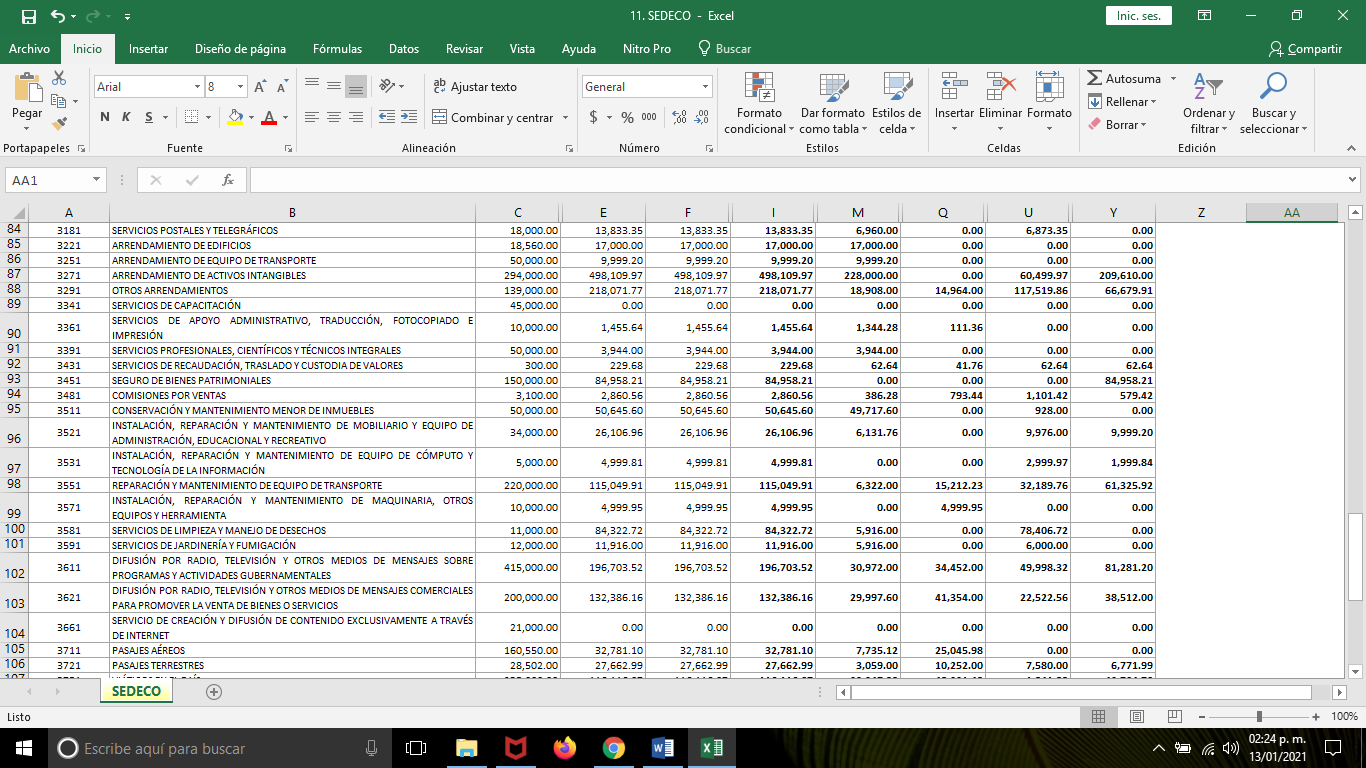 11. SEDECO - Excel
Inic. ses.
Archivo Inicio Insertar Diseño de página Fórmulas Datos Revisar Vista Ayuda Nitro Pro Buscar Compartir
Pegar
Arial 8
N K S
Ajustar texto
Combinar y centrar
General
$ % 000
Formato condicional
Dar formato como tabla
Estilos de celda
Insertar Eliminar Formato
Autosuma
Rellenar
Borrar
Ordenar y filtrar
Buscar y seleccionar
Portapapeles Fuente Alineación Número Estilos Celdas Edición
AA1 fx
A B C E F I M Q U Y Z AA
84 3181 SERVICIOS POSTALES Y TELEGRÁFICOS 18,000.00 13,833.35 13,833.35 13,833.35 6,960.00 0.00 6,873.35 0.00
85 3221 ARRENDAMIENTO DE EDIFICIOS 18,560.00 17,000.00 17,000.00 17,000.00 17,000.00 0.00 0.00 0.00
86 3251 ARRENDAMIENTO DE EQUIPO DE TRANSPORTE 50,000.00 9,999.20 9,999.20 9,999.20 9,999.20 0.00 0.00 0.00
87 3271 ARRENDAMIENTO DE ACTIVOS INTANGIBLES 294,000.00 498,109.97 498,109.97 498,109.97 228,000.00 0.00 60,499.97 209,610.00
88 3291 OTROS ARRENDAMIENTOS 139,000.00 218,071.77 218,071.77 218,071.77 18,908.00 14,964.00 117,519.86 66,679.91
89 3341 SERVICIOS DE CAPACITACIÓN 45,000.00 0.00 0.00 0.00 0.00 0.00 0.00 0.00
90 3361 SERVICIOS DE APOYO ADMINISTRATIVO, TRADUCCIÓN, FOTOCOPIADO E
IMPRESIÓN 10,000.00 1,455.64 1,455.64 1,455.64 1,344.28 111.36 0.00 0.00
91 3391 SERVICIOS PROFESIONALES, CIENTÍFICOS Y TÉCNICOS INTEGRALES 50,000.00 3,944.00 3,944.00 3,944.00 3,944.00 0.00 0.00 0.00
92 3431 SERVICIOS DE RECAUDACIÓN, TRASLADO Y CUSTODIA DE VALORES 300.00 229.68 229.68 229.68 62.64 41.76 62.64 62.64
93 3451 SEGURO DE BIENES PATRIMONIALES 150,000.00 84,958.21 84,958.21 84,958.21 0.00 0.00 0.00 84,958.21
94 3481 COMISIONES POR VENTAS 3,100.00 2,860.56 2,860.56 2,860.56 386.28 793.44 1,101.42 579.42
95 3511 CONSERVACIÓN Y MANTENIMIENTO MENOR DE INMUEBLES 50,000.00 50,645.60 50,645.60 50,645.60 49,717.60 0.00 928.00 0.00
96 3521 INSTALACIÓN, REPARACIÓN Y MANTENIMIENTO DE MOBILIARIO Y EQUIPO DE
ADMINISTRACIÓN, EDUCACIONAL Y RECREATIVO 34,000.00 26,106.96 26,106.96 26,106.96 6,131.76 0.00 9,976.00 9,999.20
97 3531 INSTALACIÓN, REPARACIÓN Y MANTENIMIENTO DE EQUIPO DE CÓMPUTO Y
TECNOLOGÍA DE LA INFORMACIÓN 5,000.00 4,999.81 4,999.81 4,999.81 0.00 0.00 2,999.97 1,999.84
98 3551 REPARACIÓN Y MANTENIMIENTO DE EQUIPO DE TRANSPORTE 220,000.00 115,049.91 115,049.91 115,049.91 6,322.00 15,212.23 32,189.76 61,325.92
99 3571 INSTALACIÓN, REPARACIÓN Y MANTENIMIENTO DE MAQUINARIA, OTROS
EQUIPOS Y HERRAMIENTA 10,000.00 4,999.95 4,999.95 4,999.95 0.00 4,999.95 0.00 0.00
100 3581 SERVICIOS DE LIMPIEZA Y MANEJO DE DESECHOS 11,000.00 84,322.72 84,322.72 84,322.72 5,916.00 0.00 78,406.72 0.00
101 3591 SERVICIOS DE JARDINERÍA Y FUMIGACIÓN 12,000.00 11,916.00 11,916.00 11,916.00 5,916.00 0.00 6,000.00 0.00
102 3611 DIFUSIÓN POR RADIO, TELEVISIÓN Y OTROS MEDIOS DE MENSAJES SOBRE
PROGRAMAS Y ACTIVIDADES GUBERNAMENTALES 415,000.00 196,703.52 196,703.52 196,703.52 30,972.00 34,452.00 49,998.32 81,281.20
103 3621 DIFUSIÓN POR RADIO, TELEVISIÓN Y OTROS MEDIOS DE MENSAJES COMERCIALES
PARA PROMOVER LA VENTA DE BIENES O SERVICIOS 200,000.00 132,386.16 132,386.16 132,386.16 29,997.60 41,354.00 22,522.56 38,512.00
104 3661 SERVICIO DE CREACIÓN Y DIFUSIÓN DE CONTENIDO EXCLUSIVAMENTE A TRAVÉS
DE INTERNET 21,000.00 0.00 0.00 0.00 0.00 0.00 0.00 0.00
105 3711 PASAJES AÉREOS 160,550.00 32,781.10 32,781.10 32,781.10 7,735.12 25,045.98 0.00 0.00
106 3721 PASAJES TERRESTRES 28,502.00 27,662.99 27,662.99 27,662.99 3,059.00 10,252.00 7,580.00 6,771.99
SEDECO
Listo 100%
Escribe aquí para buscar
02:24 p. m.
13/01/2021